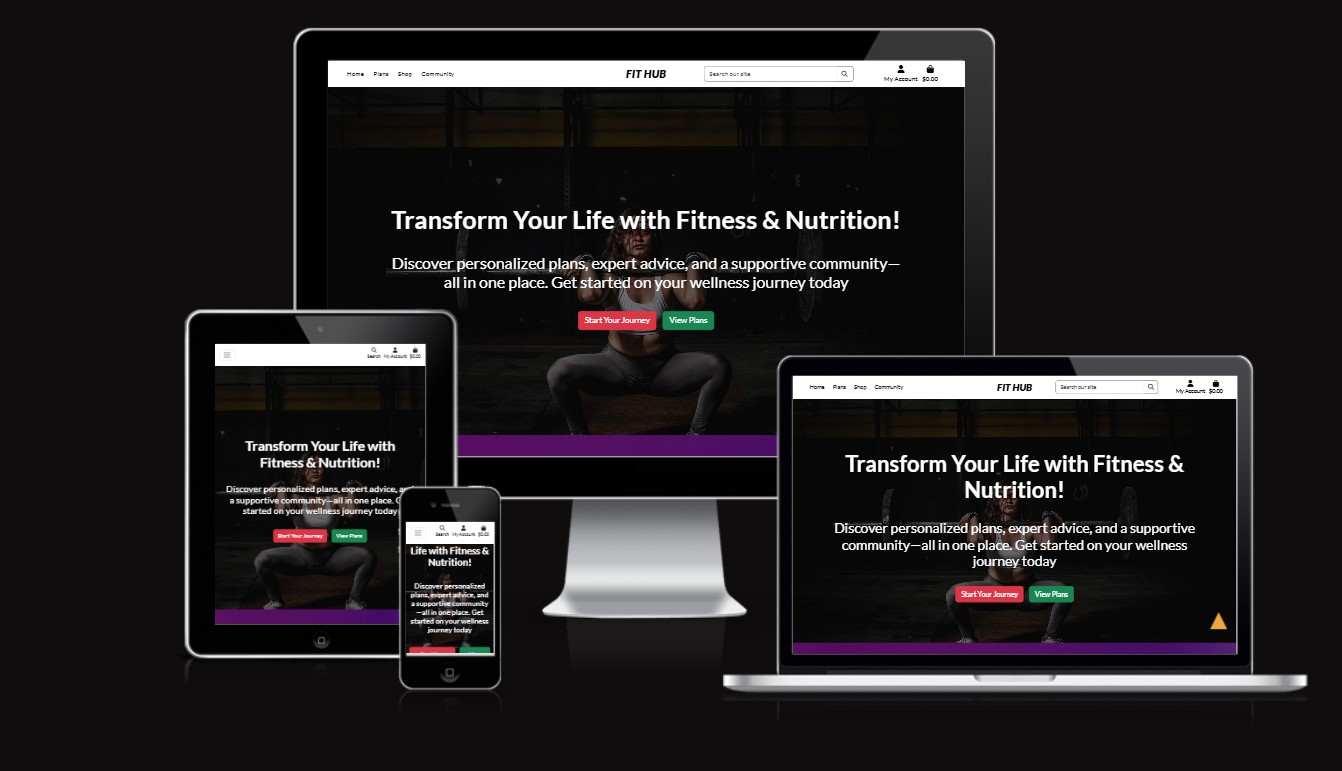 Home Plans Shop Community FIT HUB Search our site My Account $0.00
Transform Your Life with Fitness & Nutrition!
Discover personalized plans, expert advice, and a supportive community—
all in one place. Get started on your wellness journey today
Start Your Journey View Plans
Search My Account $0.00
Transform Your Life with
Fitness & Nutrition!
Discover personalized plans, expert advice,
a supportive community—all in one place.
started on your wellness journey today
Start Your Journey View Plans
Search My Account $0.00
Life with Fitness &
Nutrition!
Discover personalized
plans, expert advice, and
a supportive community
—all in one place. Get
started on your wellness
journey today
Home Plans Shop Community FIT HUB Search our site My Account $0.00
Transform Your Life with Fitness &
Nutrition!
Discover personalized plans, expert advice, and a supportive
community—all in one place. Get started on your wellness
journey today
Start Your Journey View Plans